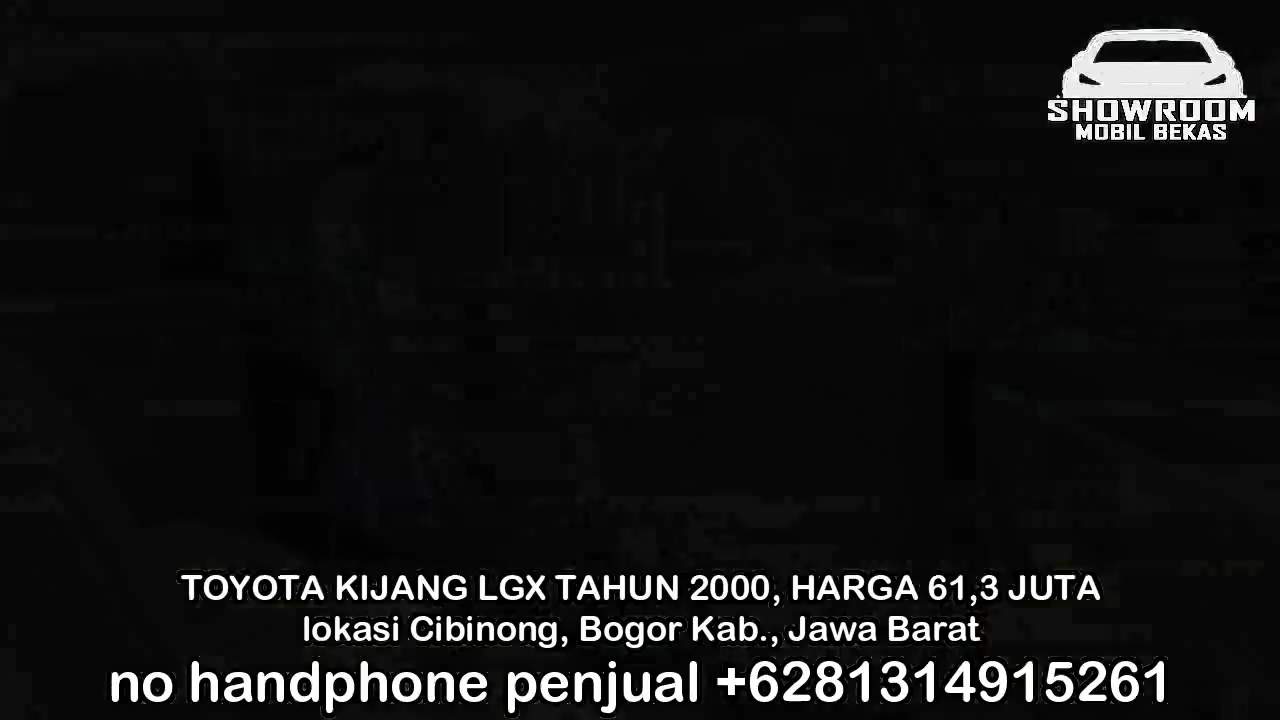 SHOWROOM
MOBIL BEKAS
TOYOTA KIJANG LGX TAHUN 2000, HARGA 61,3 JUTA
lokasi Cibinong, Bogor Kab., Jawa Barat
no handphone penjual +6281314915261